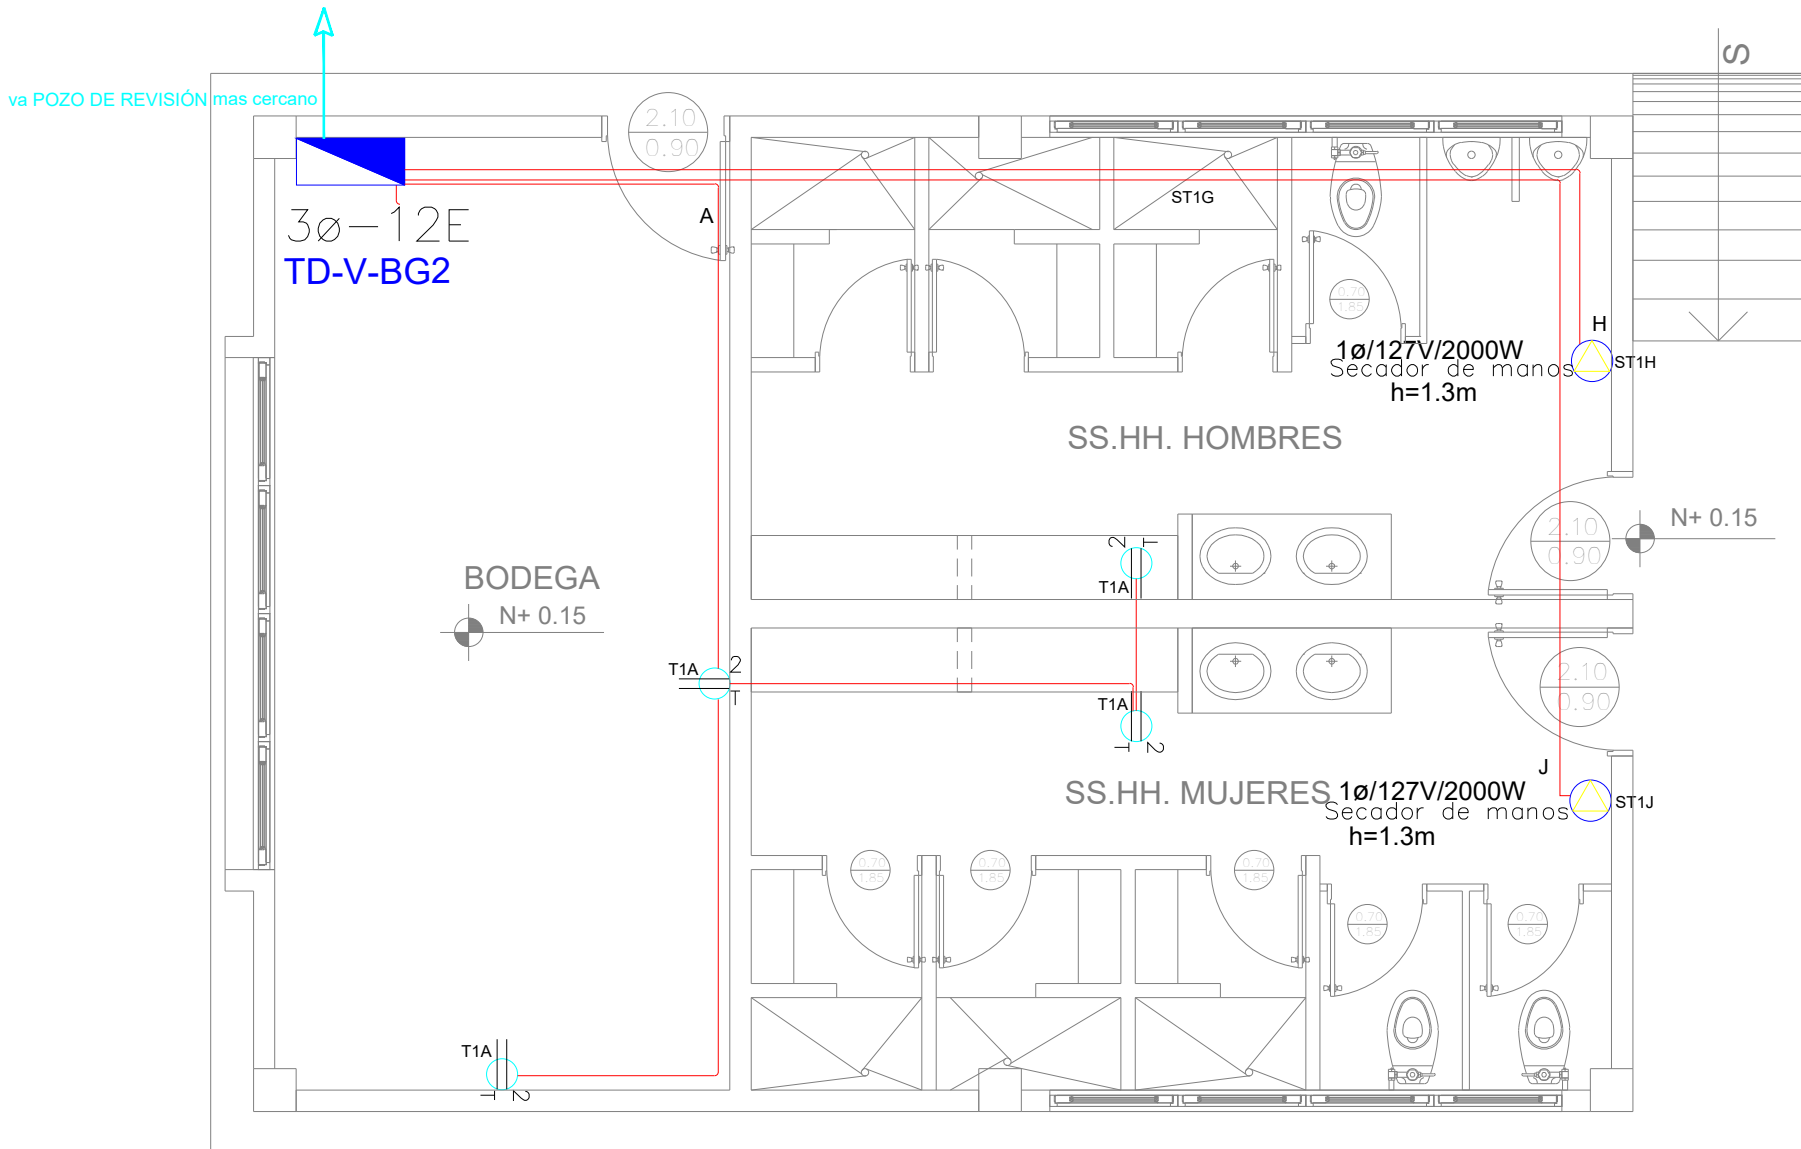 S
va POZO DE REVISIÓN mas cercano
2.10
0.90
3ø-12E
TD-V-BG2
A
ST1G
0.70
1.85
H
1ø/127V/2000W
Secador de manos
h=1.3m
ST1H
SS.HH. HOMBRES
2.10
0.90
N+ 0.15
2
T
T1A
BODEGA
N+ 0.15
T1A
2
T
2.10
0.90
T1A
T
2
J
SS.HH. MUJERES
1ø/127V/2000W
Secador de manos
h=1.3m
ST1J
0.70
1.85
0.70
1.85
0.70
1.85
0.70
1.85
0.70
1.85
T1A
T
2